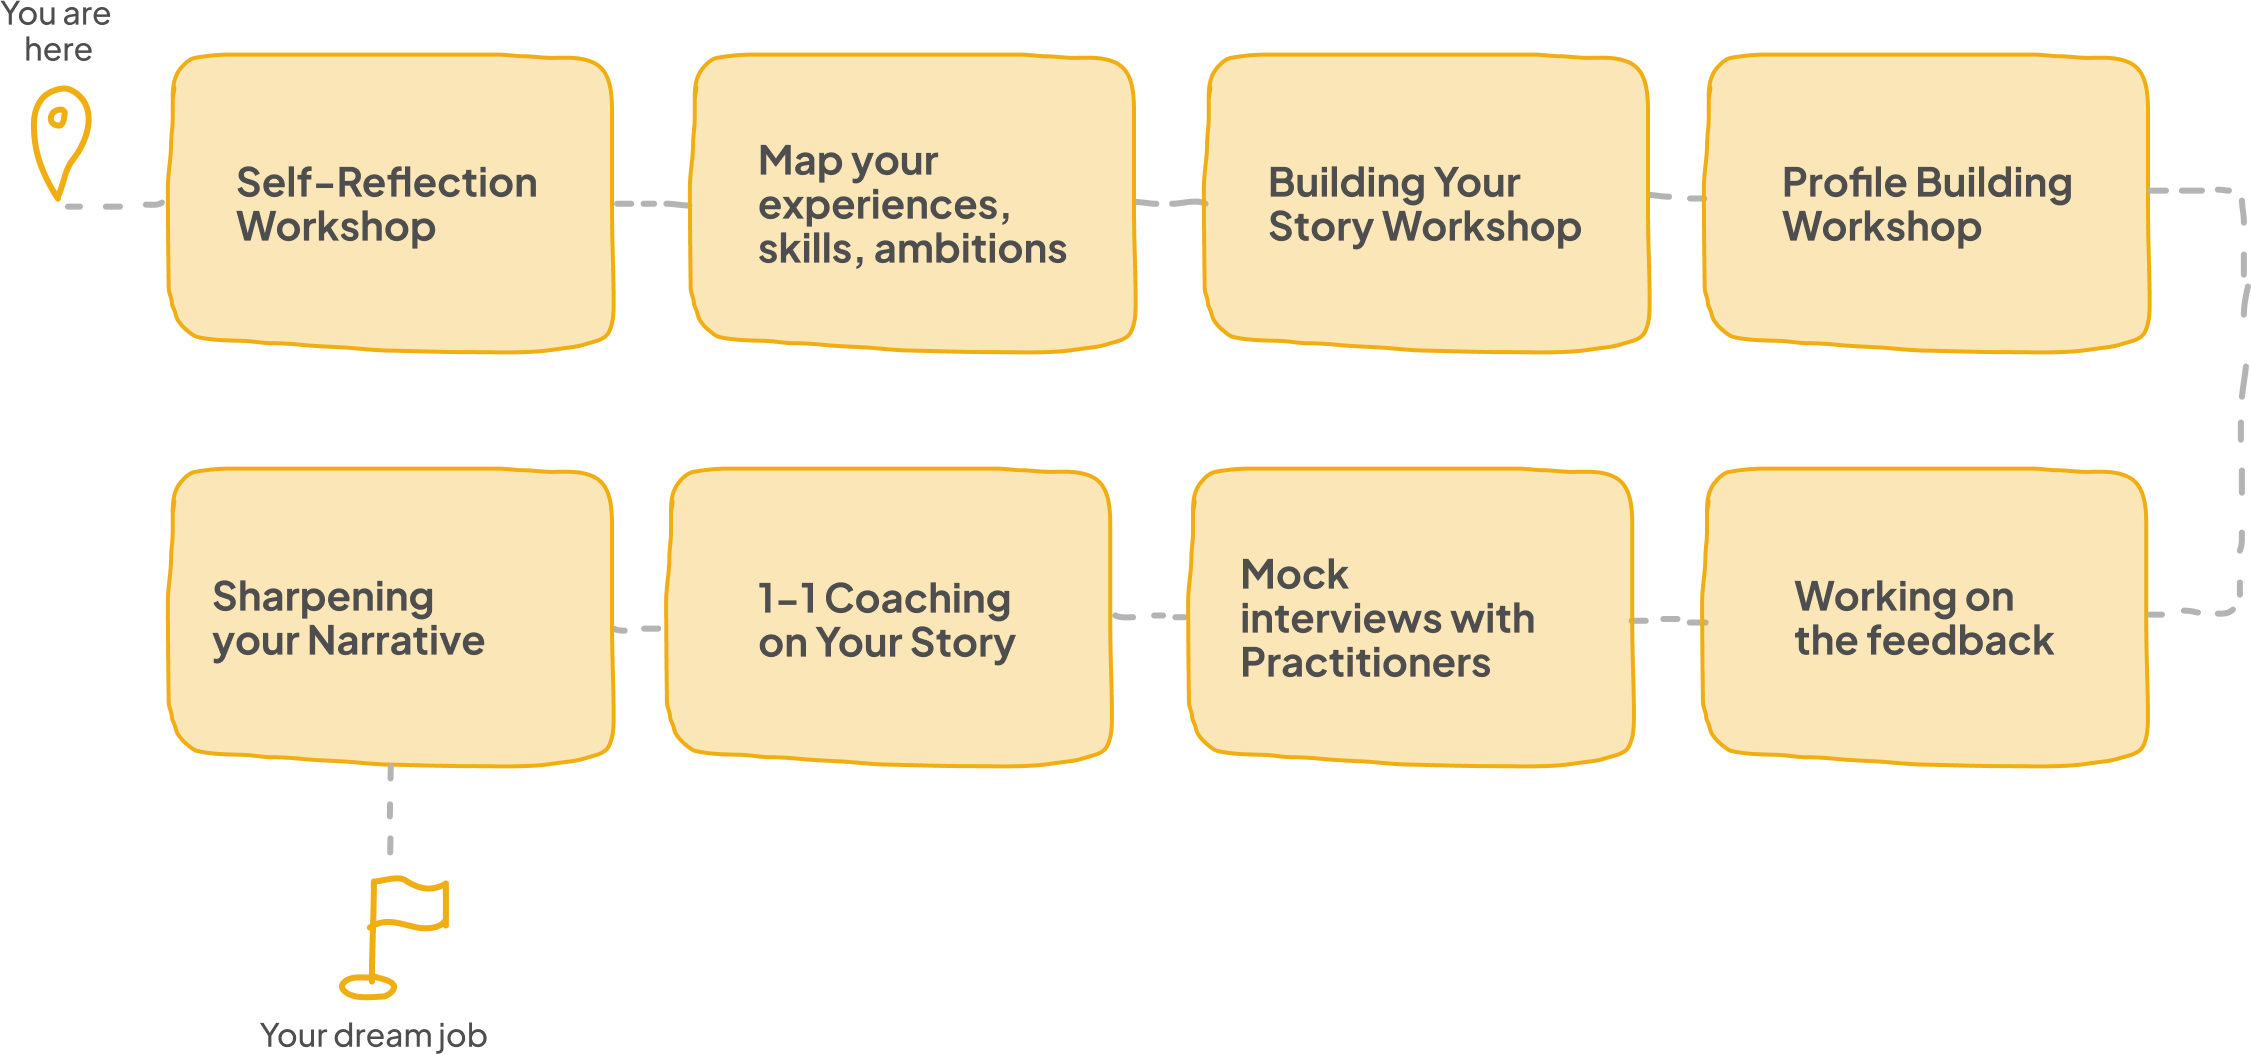 You are
here
Self-Reflection
Workshop
Map your
experiences,
skills, ambitions
Building Your
Story Workshop
Profile Building
Workshop
Sharpening
your Narrative
1-1 Coaching
on Your Story
Mock
interviews with
Practitioners
Working on
the feedback
Your dream job